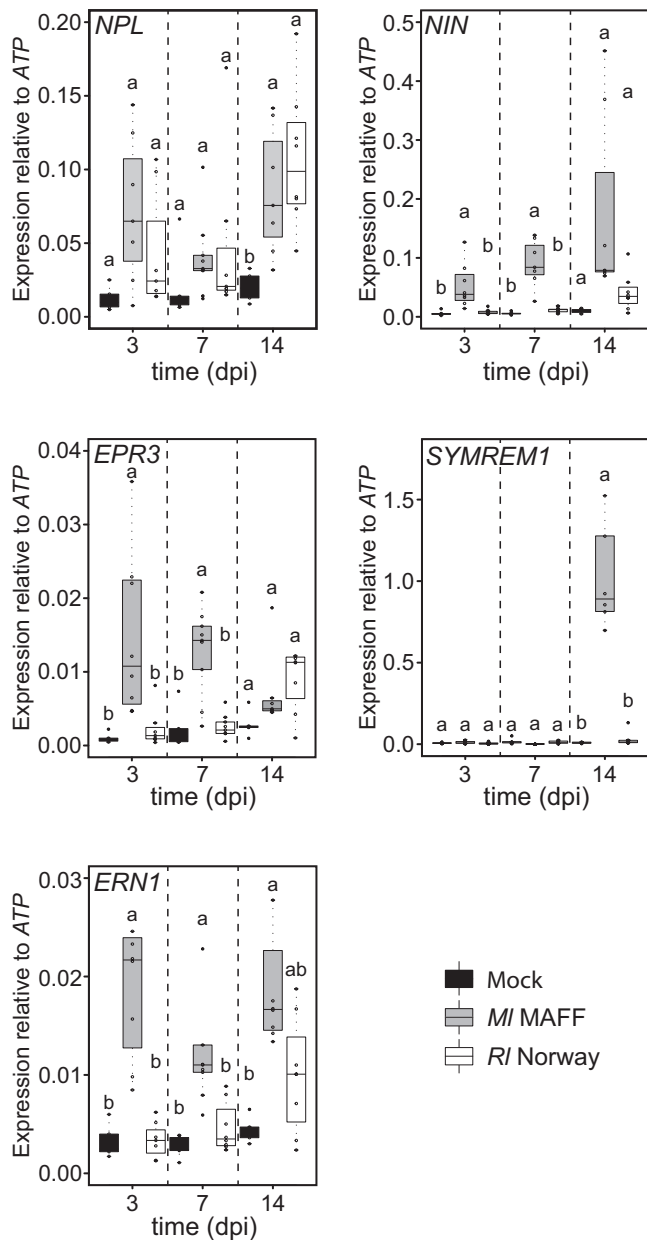 NPL
Expression relative to ATP
0.20
0.15
0.10
0.05
0.00
a
a
a
a
a
a
b
a
a
3
7
14
time (dpi)
NIN
Expression relative to ATP
0.5
0.4
0.3
0.2
0.1
0.0
b
a
b
b
a
b
a
a
a
3
7
14
time (dpi)
EPR3
Expression relative to ATP
0.04
0.03
0.02
0.01
0.00
b
a
b
b
a
b
a
a
a
3
7
14
time (dpi)
SYMREM1
Expression relative to ATP
1.5
1.0
0.5
0.0
a
a
a
a
a
a
b
a
b
3
7
14
time (dpi)
ERN1
Expression relative to ATP
0.03
0.02
0.01
0.00
b
a
b
b
a
b
b
a
ab
3
7
14
time (dpi)
Mock
Ml MAFF
Rl Norway